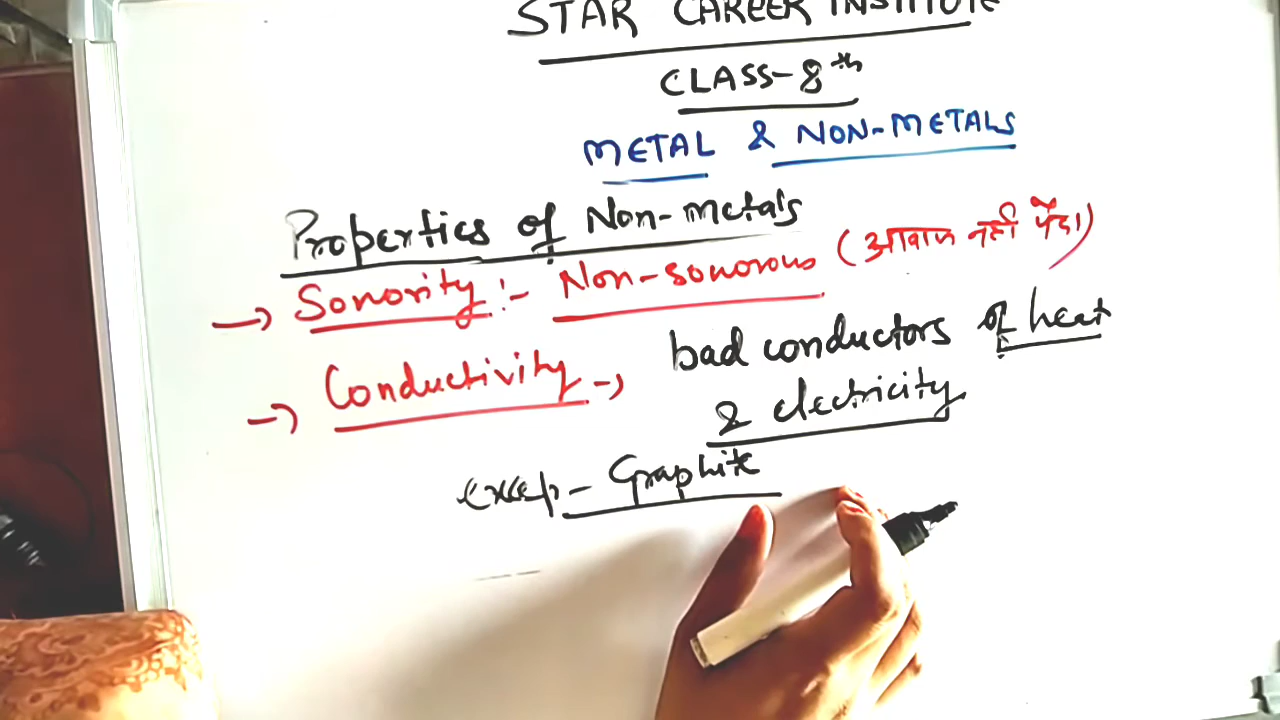 STAR CAREER INSTITUTE
CLASS-8th
METAL & NON-METALS
Properties of Non-metals
→ Sonority :- Non-sonorous (आवाज नहीं पैदा)
→ Conductivity → bad conductors of heat
& electricity
excep - Graphite